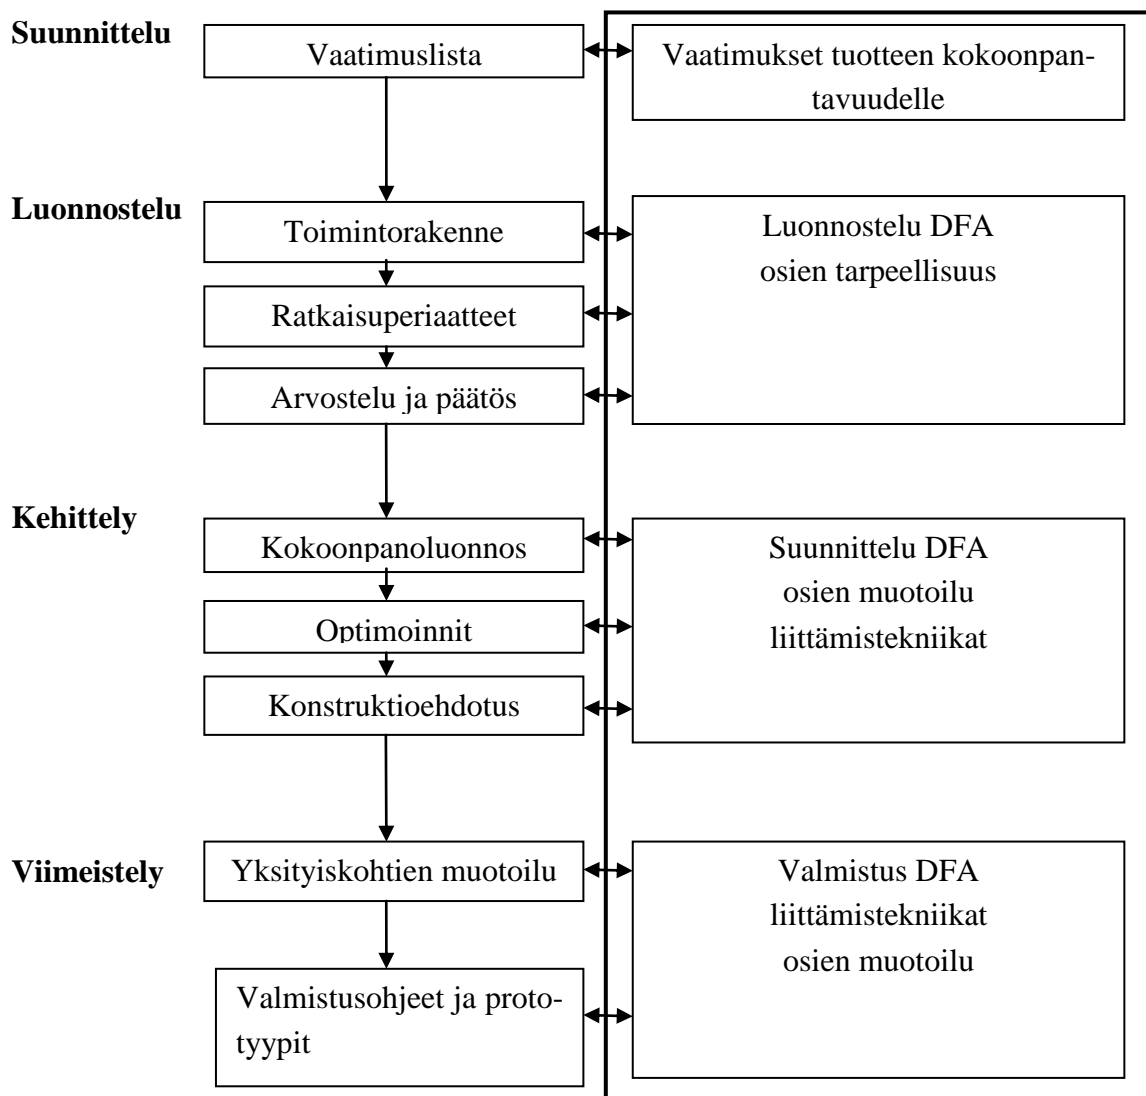 Suunnittelu
Vaatimuslista
Vaatimukset tuotteen kokoonpan-
tavuudelle
Luonnostelu
Toimintorakenne
Luonnostelu DFA
osien tarpeellisuus
Ratkaisuperiaatteet
Arvostelu ja päätös
Kehittely
Kokoonpanoluonnos
Suunnittelu DFA
osien muotoilu
liittämistekniikat
Optimoinnit
Konstruktioehdotus
Viimeistely
Yksityiskohtien muotoilu
Valmistus DFA
liittämistekniikat
osien muotoilu
Valmistusohjeet ja proto-
tyypit